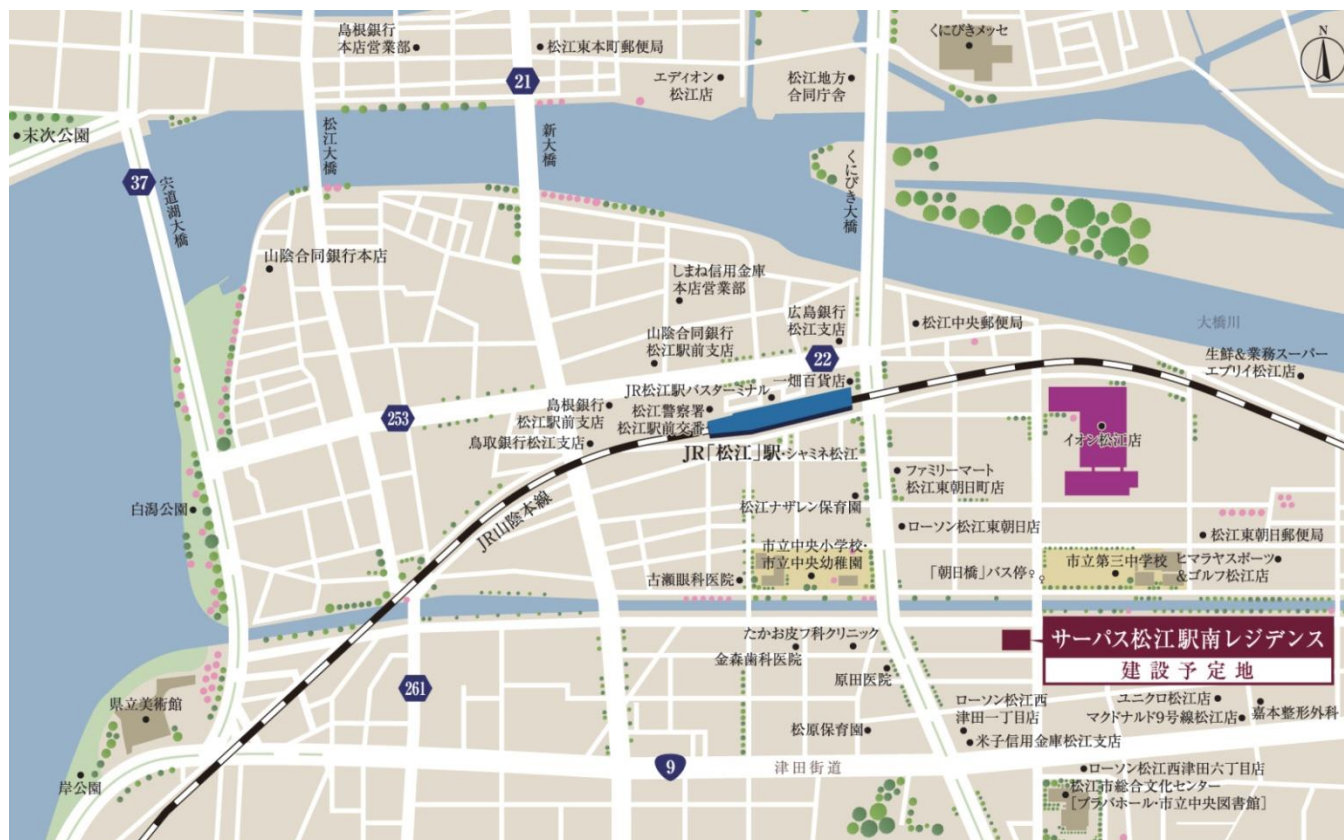 島根銀行
本店営業部
松江東本町郵便局
くにびきメッセ
N
21
エディオン
松江店
松江地方
合同庁舎
末次公園
松江大橋
新大橋
37
宍道湖大橋
くにびき大橋
山陰合同銀行本店
しまね信用金庫
本店営業部
広島銀行
松江支店
松江中央郵便局
大橋川
山陰合同銀行
松江駅前支店
22
生鮮&業務スーパー
エブリイ松江店
一畑百貨店
JR松江駅バスターミナル
島根銀行
松江駅前支店
松江警察署
松江駅前交番
253
鳥取銀行松江支店
JR「松江」駅・シャミネ松江
イオン松江店
ファミリーマート
松江東朝日町店
白潟公園
JR山陰本線
松江ナザレン保育園
ローソン松江東朝日店
松江東朝日郵便局
市立中央小学校・
市立中央幼稚園
古瀬眼科医院
「朝日橋」バス停
市立第三中学校
ヒマラヤスポーツ
&ゴルフ松江店
たかお皮フ科クリニック
金森歯科医院
サーパス松江駅南レジデンス
建設予定地
原田医院
261
県立美術館
ローソン松江西
津田一丁目店
ユニクロ松江店
マクドナルド9号線松江店
嘉本整形外科
松原保育園
米子信用金庫松江支店
9
津田街道
岸公園
ローソン松江西津田六丁目店
松江市総合文化センター
[プラバホール・市立中央図書館]